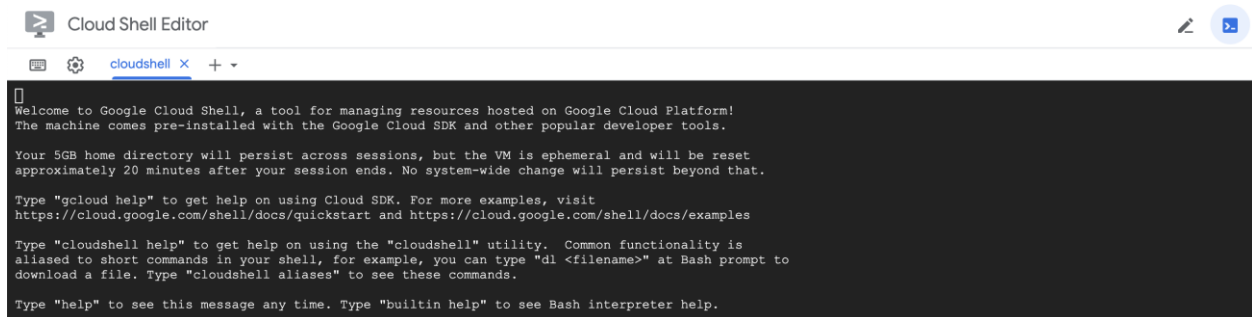 Cloud Shell Editor
cloudshell
Welcome to Google Cloud Shell, a tool for managing resources hosted on Google Cloud Platform!
The machine comes pre-installed with the Google Cloud SDK and other popular developer tools.
Your 5GB home directory will persist across sessions, but the VM is ephemeral and will be reset
approximately 20 minutes after your session ends. No system-wide change will persist beyond that.
Type "gcloud help" to get help on using Cloud SDK. For more examples, visit
https://cloud.google.com/shell/docs/quickstart and https://cloud.google.com/shell/docs/examples
Type "cloudshell help" to get help on using the "cloudshell" utility.  Common functionality is
aliased to short commands in your shell, for example, you can type "dl <filename>" at Bash prompt to
download a file. Type "cloudshell aliases" to see these commands.
Type "help" to see this message any time. Type "builtin help" to see Bash interpreter help.